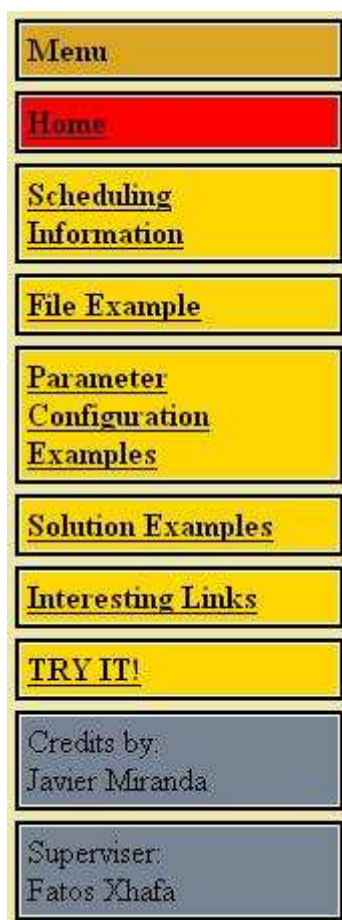 Menu
Home
Scheduling
Information
File Example
Parameter
Configuration
Examples
Solution Examples
Interesting Links
TRY IT!
Credits by:
Javier Miranda
Superviser:
Fatos Xhafa